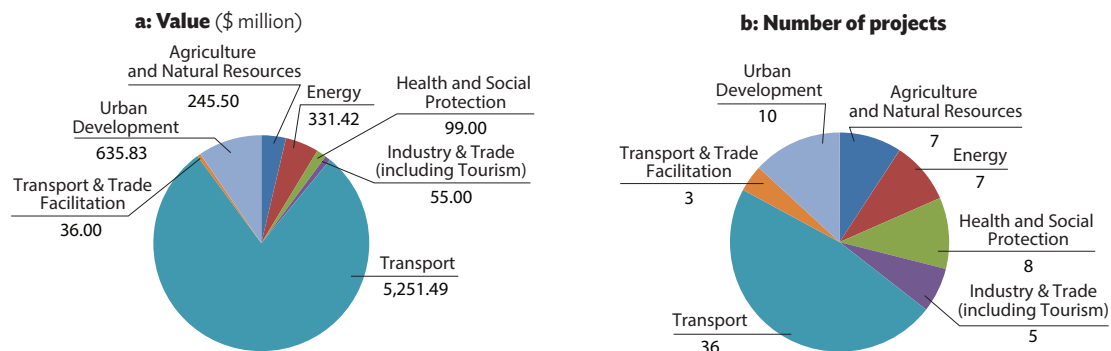 a: Value ($ million)
Agriculture
and Natural Resources
245.50
Energy
331.42
Health and Social
Protection
99.00
Industry & Trade
(including Tourism)
55.00
Transport
5,251.49
Transport & Trade
Facilitation
36.00
Urban
Development
635.83
b: Number of projects
Agriculture
and Natural Resources
7
Energy
7
Health and Social
Protection
8
Industry & Trade
(including Tourism)
5
Transport
36
Transport & Trade
Facilitation
3
Urban
Development
10